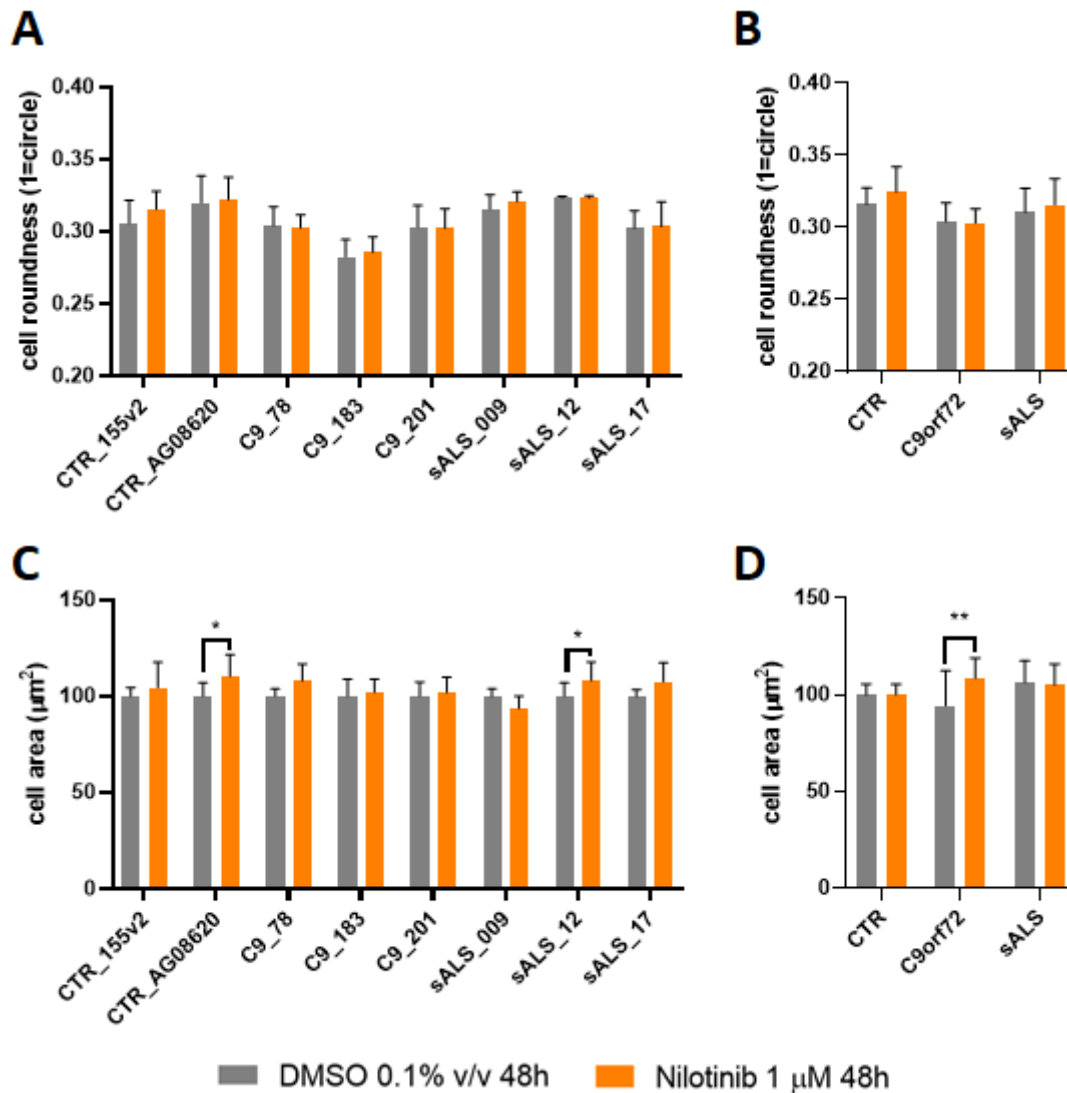 A
B
cell roundness (1=circle)
0.40
0.35
0.30
0.25
0.20
CTR_155v2
CTR_AG08620
C9_78
C9_183
C9_201
sALS_009
sALS_12
sALS_17
cell roundness (1=circle)
0.40
0.35
0.30
0.25
0.20
CTR
C9orf72
sALS
C
D
cell area (µm²)
150
100
50
0
*
*
CTR_155v2
CTR_AG08620
C9_78
C9_183
C9_201
sALS_009
sALS_12
sALS_17
cell area (µm²)
150
100
50
0
**
CTR
C9orf72
sALS
DMSO 0.1% v/v 48h
Nilotinib 1 µM 48h